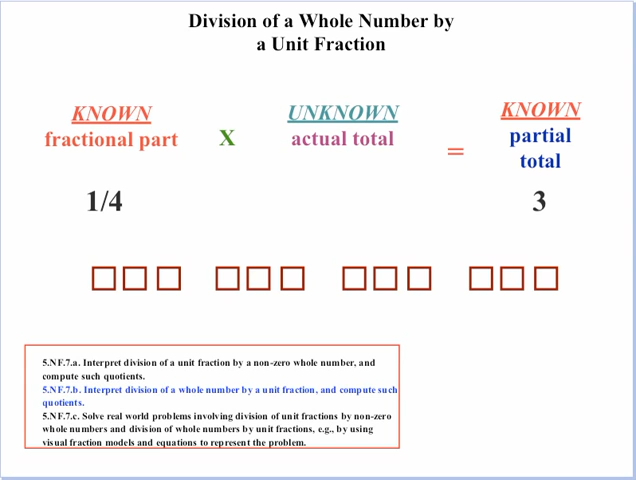 Division of a Whole Number by
a Unit Fraction
KNOWN
fractional part
X
UNKNOWN
actual total
=
KNOWN
partial
total
1/4
3
5.NF.7.a. Interpret division of a unit fraction by a non-zero whole number, and
compute such quotients.
5.NF.7.b. Interpret division of a whole number by a unit fraction, and compute such
quotients.
5.NF.7.c. Solve real world problems involving division of unit fractions by non-zero
whole numbers and division of whole numbers by unit fractions, e.g., by using
visual fraction models and equations to represent the problem.